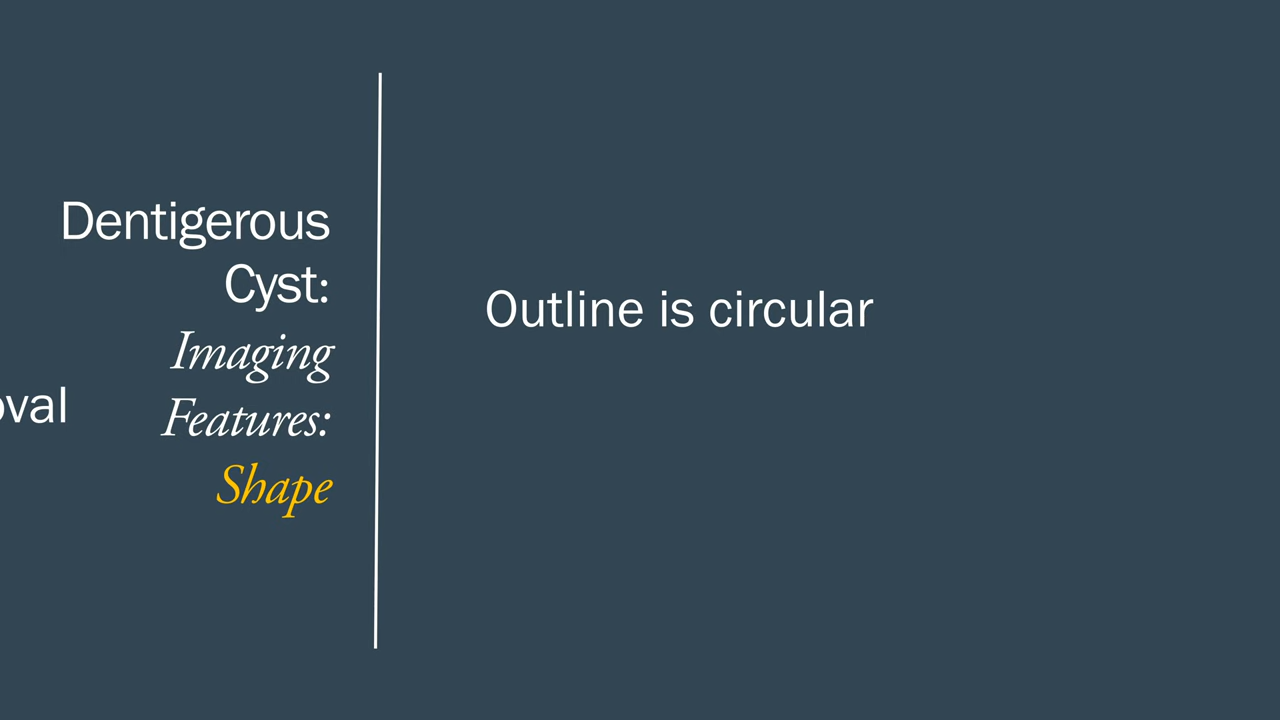 Dentigerous
Cyst:
Imaging
Features:
Shape
Outline is circular
oval